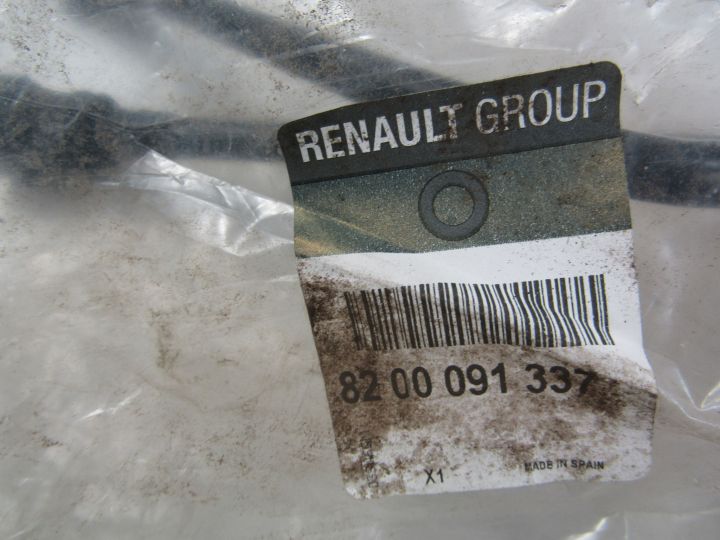 RENAULT GROUP
82 00 091 337
X1 MADE IN SPAIN